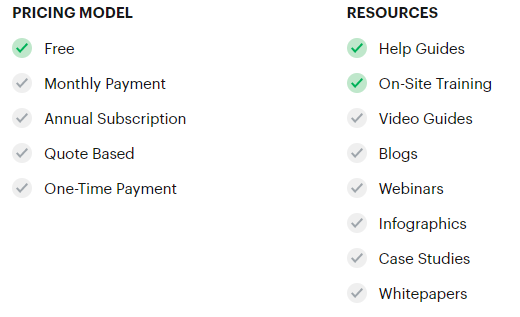 PRICING MODEL
Free
Monthly Payment
Annual Subscription
Quote Based
One-Time Payment
RESOURCES
Help Guides
On-Site Training
Video Guides
Blogs
Webinars
Infographics
Case Studies
Whitepapers